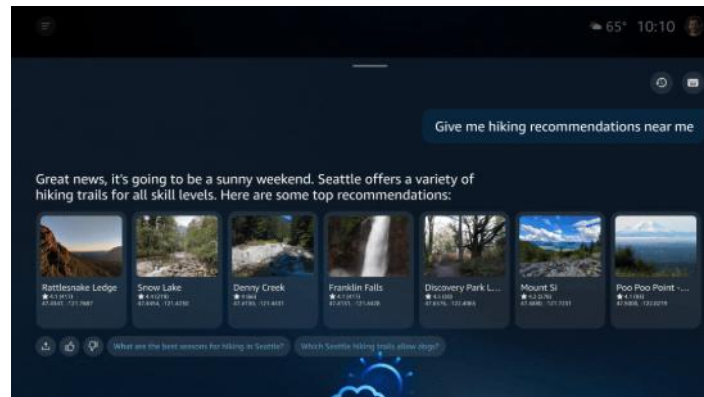 65° 10:10
Give me hiking recommendations near me
Great news, it's going to be a sunny weekend. Seattle offers a variety of
hiking trails for all skill levels. Here are some top recommendations:
Rattlesnake Ledge
Snow Lake
Denny Creek
Franklin Falls
Discovery Park L...
Mount Si
Poo Poo Point -...
What are the best seasons for hiking in Seattle?
Which Seattle hiking trails allow dogs?